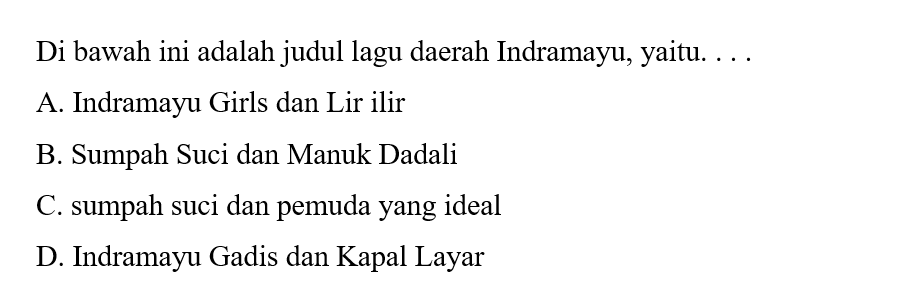 Di bawah ini adalah judul lagu daerah Indramayu, yaitu. . . .
A. Indramayu Girls dan Lir ilir
B. Sumpah Suci dan Manuk Dadali
C. sumpah suci dan pemuda yang ideal
D. Indramayu Gadis dan Kapal Layar